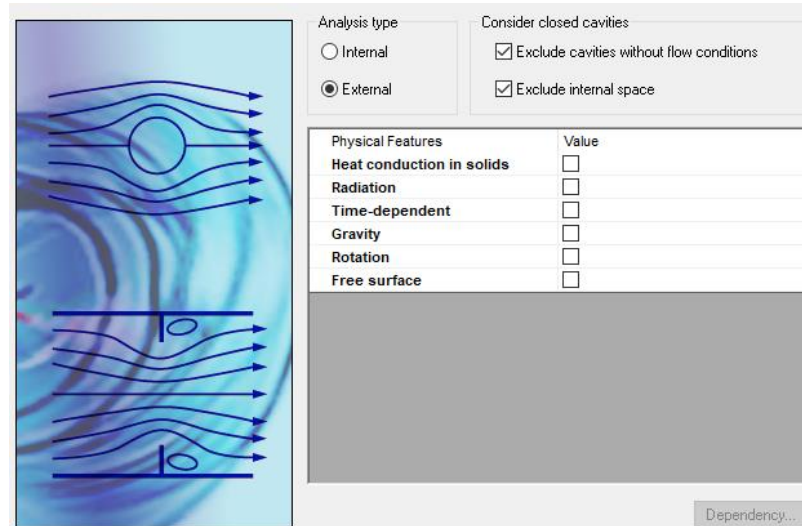 Analysis type
Internal
External
Consider closed cavities
Exclude cavities without flow conditions
Exclude internal space
Physical Features Value
Heat conduction in solids
Radiation
Time-dependent
Gravity
Rotation
Free surface
Dependency...